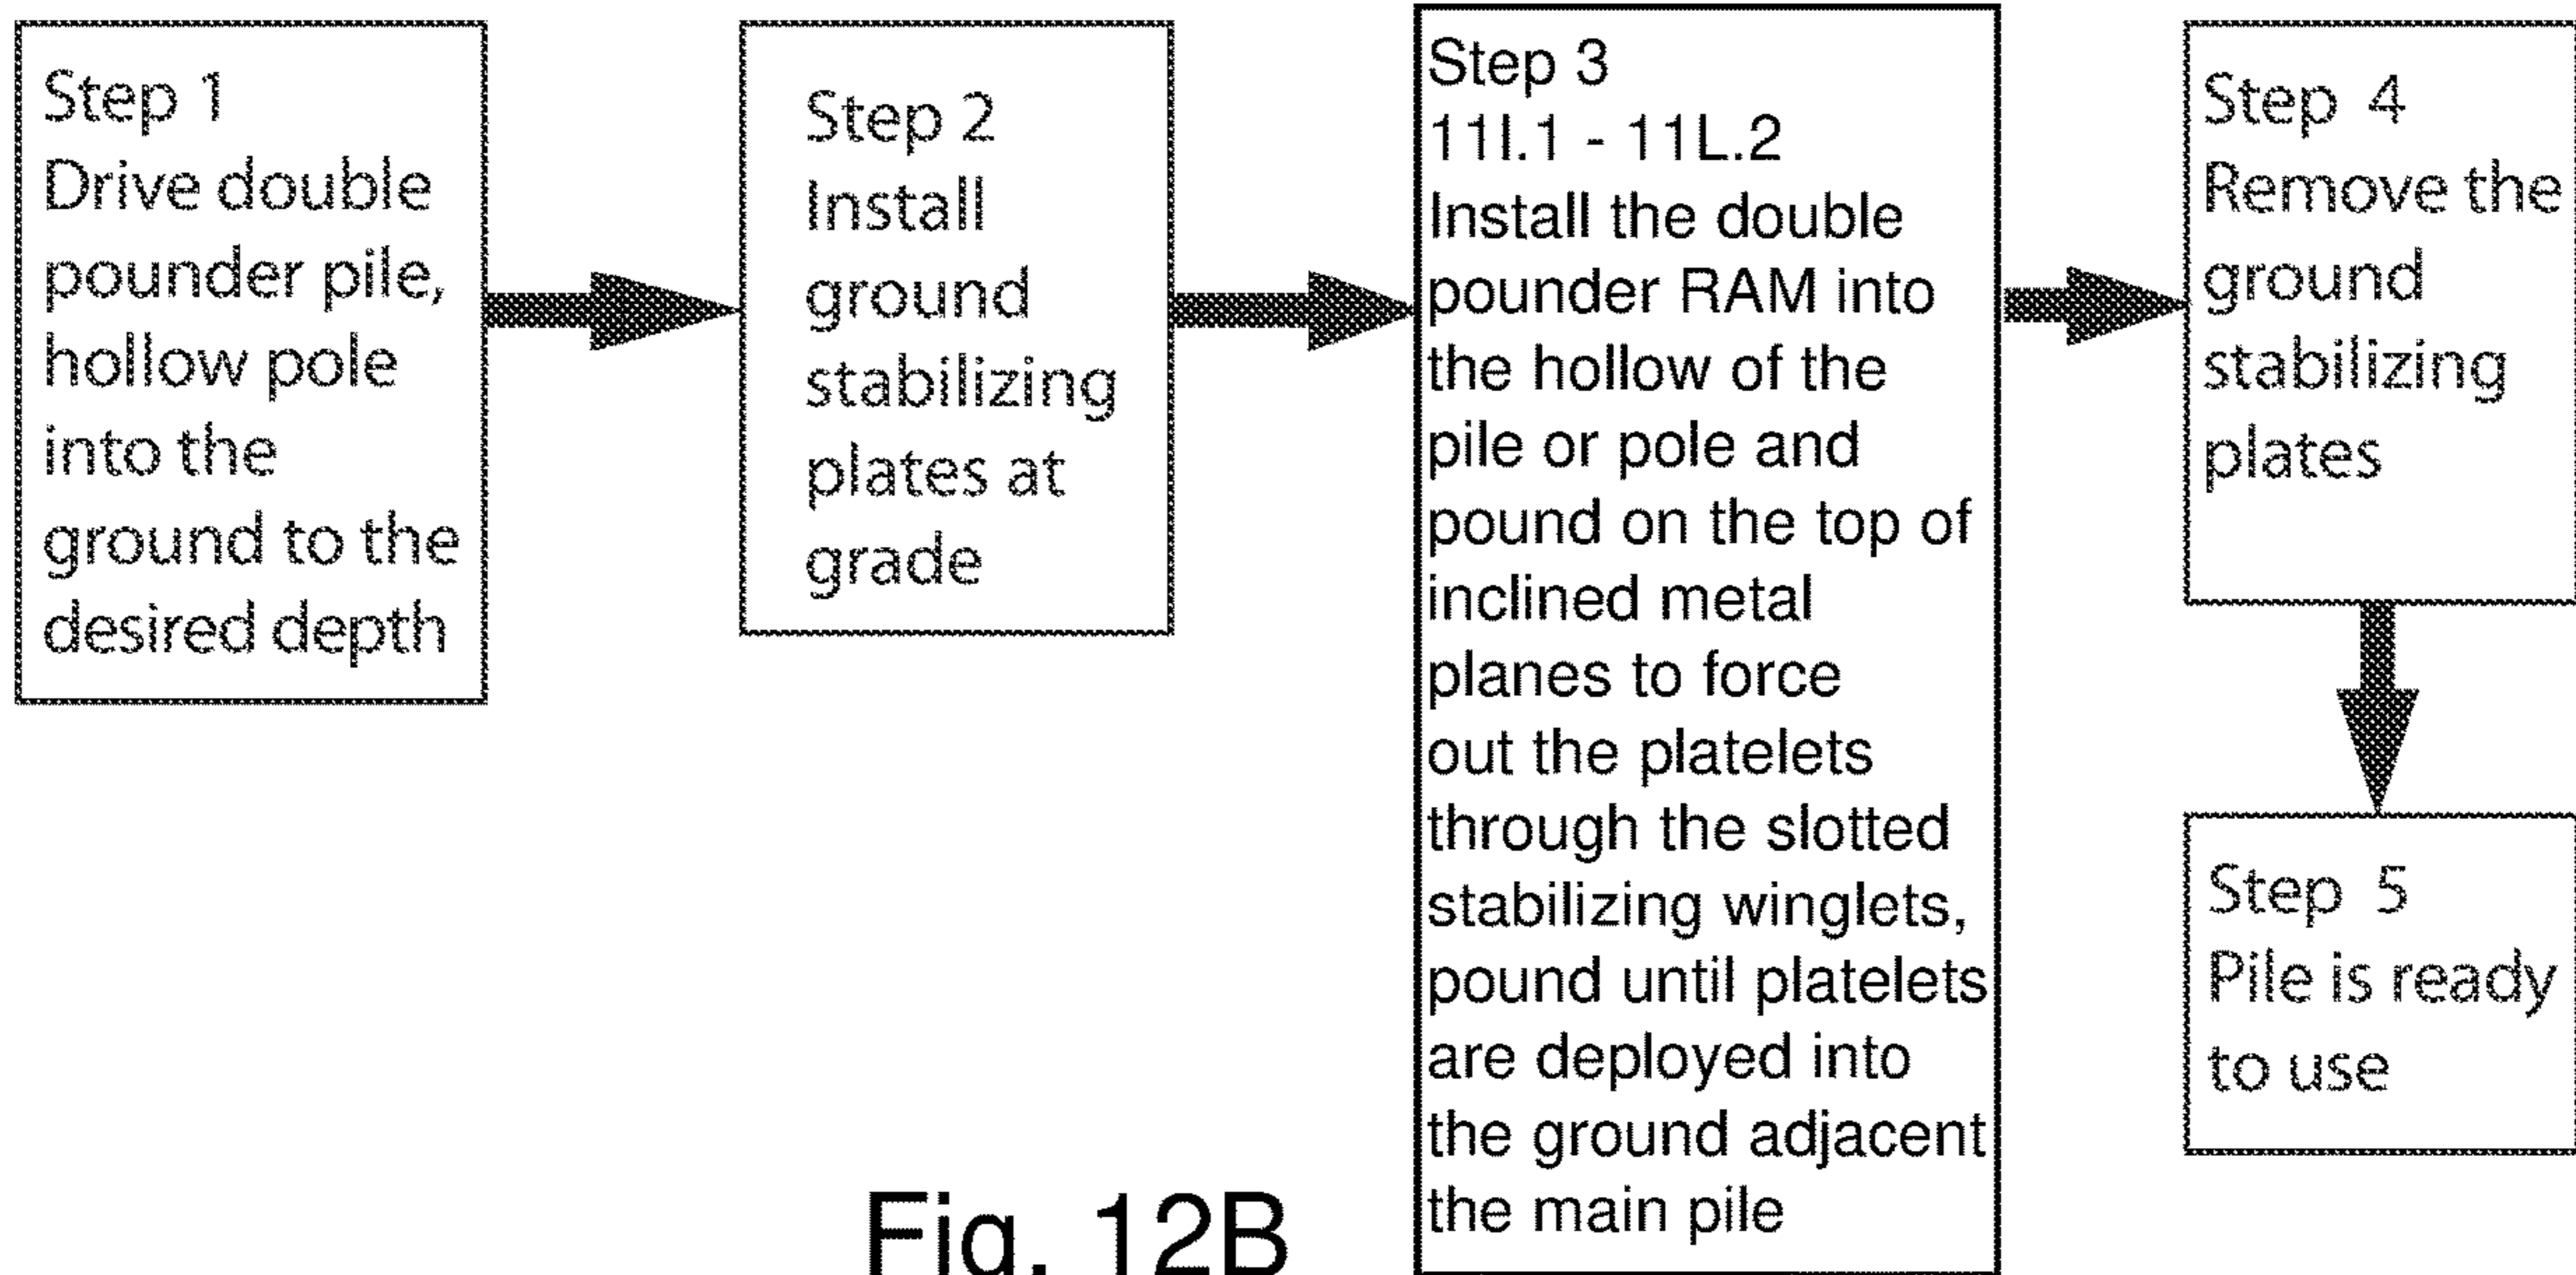 Step 1
Drive double
pounder pile,
hollow pole
into the
ground to the
desired depth
Step 2
Install
ground
stabilizing
plates at
grade
Step 3
11I.1 - 11L.2
Install the double
pounder RAM into
the hollow of the
pile or pole and
pound on the top of
inclined metal
planes to force
out the platelets
through the slotted
stabilizing winglets,
pound until platelets
are deployed into
the ground adjacent
the main pile
Step 4
Remove the
ground
stabilizing
plates
Step 5
Pile is ready
to use
Fig. 12B